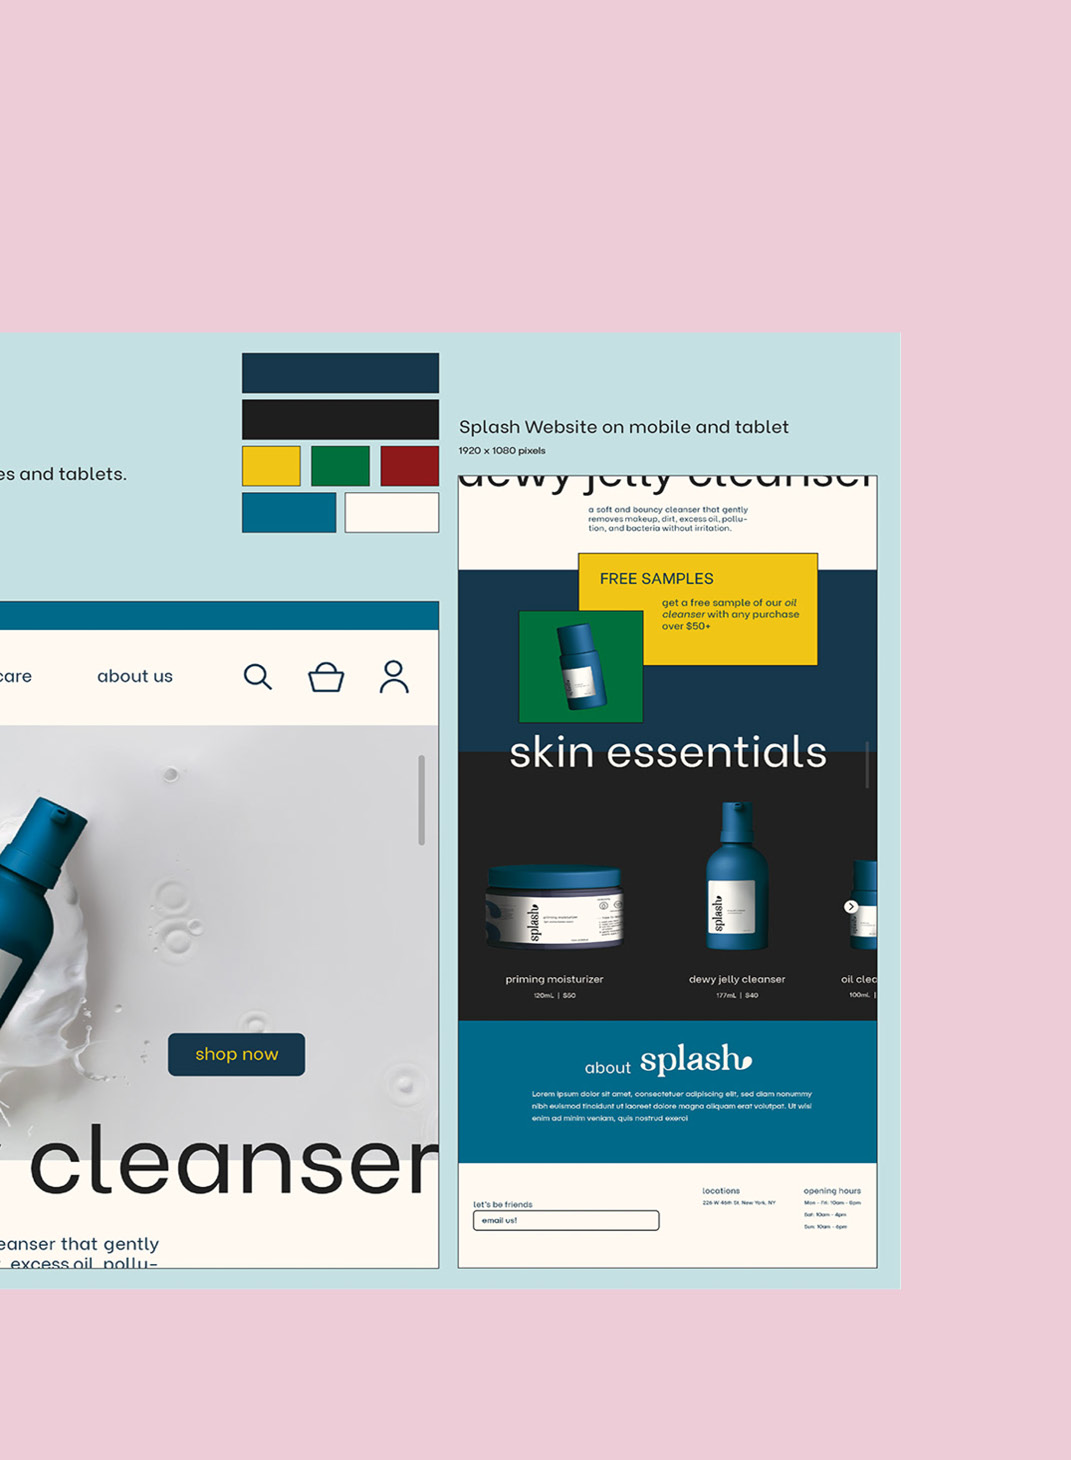 es and tablets.
care
about us
shop now
cleanser
eanser that gently
excess oil, pollu-
Splash Website on mobile and tablet
1920 x 1080 pixels
dewy jelly cleanser
a soft and bouncy cleanser that gently
removes makeup, dirt, excess oil, pollu-
tion, and bacteria without irritation.
FREE SAMPLES
get a free sample of our oil
cleanser with any purchase
over $50+
splash
skin essentials
splash
priming moisturizer
splash
priming moisturizer
120mL | $50
dewy jelly cleanser
177mL | $40
oil clea
100mL |
about splash
Lorem ipsum dolor sit amet, consectetuer adipiscing elit, sed diam nonummy
nibh euismod tincidunt ut laoreet dolore magna aliquam erat volutpat. Ut wisi
enim ad minim veniam, quis nostrud exerci
let's be friends
email us!
locations
226 W 46th St. New York, NY
opening hours
Mon - Fri: 10am - 8pm
Sat: 10am - 4pm
Sun: 10am - 6pm